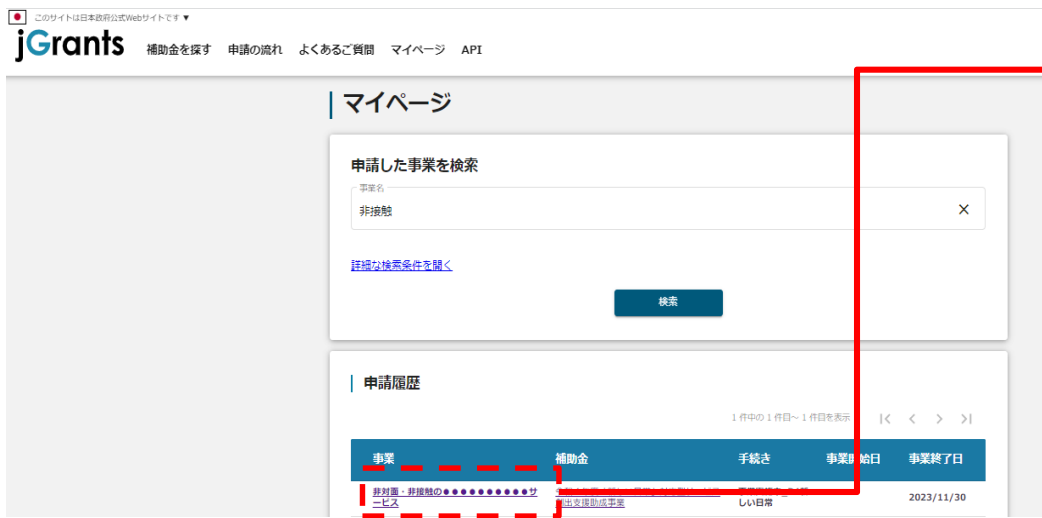 このサイトは日本政府公式Webサイトです ▼
jGrants 補助金を探す 申請の流れ よくあるご質問 マイページ API
マイページ
申請した事業を検索
事業名
非接触 ×
詳細な検索条件を開く
検索
申請履歴
1 件中の 1 件目～ 1 件目を表示 |< < > >|
事業 補助金 手続き 事業開始日 事業終了日
非対面・非接触の●●●●●●●●●●サ
ービス 創出支援助成事業 しい日常 2023/11/30